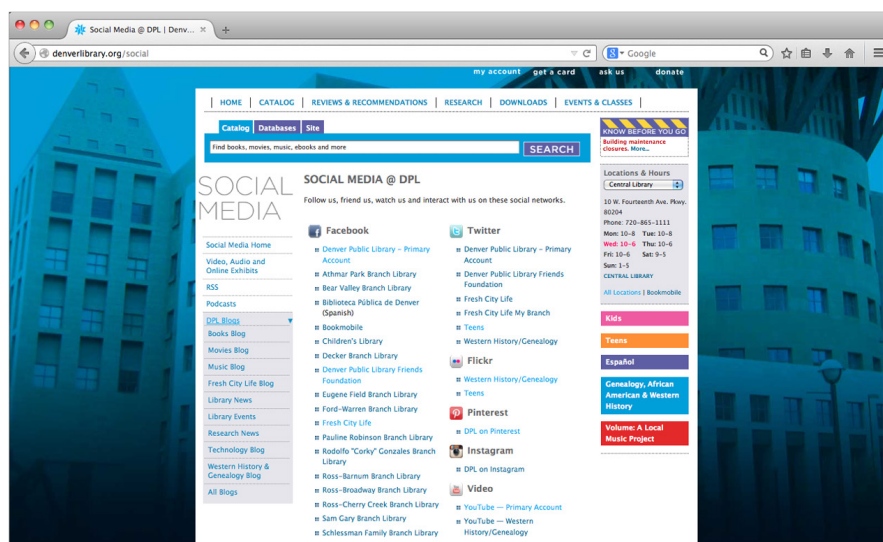 Social Media @ DPL | Denv...
denverlibrary.org/social
Google
my account get a card ask us donate
HOME | CATALOG | REVIEWS & RECOMMENDATIONS | RESEARCH | DOWNLOADS | EVENTS & CLASSES |
Catalog Databases Site
Find books, movies, music, ebooks and more
SEARCH
SOCIAL
MEDIA
Social Media Home
Video, Audio and
Online Exhibits
RSS
Podcasts
DPL Blogs
Books Blog
Movies Blog
Music Blog
Fresh City Life Blog
Library News
Library Events
Research News
Technology Blog
Western History &
Genealogy Blog
All Blogs
SOCIAL MEDIA @ DPL
Follow us, friend us, watch us and interact with us on these social networks.
Facebook
Denver Public Library – Primary
Account
Athmar Park Branch Library
Bear Valley Branch Library
Biblioteca Pública de Denver
(Spanish)
Bookmobile
Children's Library
Decker Branch Library
Denver Public Library Friends
Foundation
Eugene Field Branch Library
Ford-Warren Branch Library
Fresh City Life
Pauline Robinson Branch Library
Rodolfo "Corky" Gonzales Branch
Library
Ross-Barnum Branch Library
Ross-Broadway Branch Library
Ross-Cherry Creek Branch Library
Sam Gary Branch Library
Schlessman Family Branch Library
Twitter
Denver Public Library – Primary
Account
Denver Public Library Friends
Foundation
Fresh City Life
Fresh City Life My Branch
Teens
Western History/Genealogy
Flickr
Western History/Genealogy
Teens
Pinterest
DPL on Pinterest
Instagram
DPL on Instagram
Video
YouTube — Primary Account
YouTube — Western
History/Genealogy
KNOW BEFORE YOU GO
Building maintenance
closures. More...
Locations & Hours
Central Library
10 W. Fourteenth Ave. Pkwy.
80204
Phone: 720-865-1111
Mon: 10-8 Tue: 10-8
Wed: 10-6 Thu: 10-6
Fri: 10-6 Sat: 9-5
Sun: 1-5
CENTRAL LIBRARY
All Locations | Bookmobile
Kids
Teens
Español
Genealogy, African
American & Western
History
Volume: A Local
Music Project